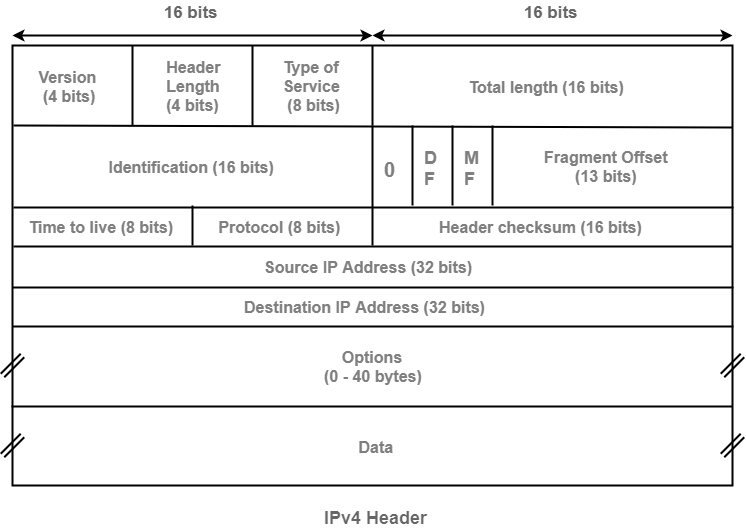 16 bits
16 bits
Version
(4 bits)
Header
Length
(4 bits)
Type of
Service
(8 bits)
Total length (16 bits)
Identification (16 bits)
0
D
F
M
F
Fragment Offset
(13 bits)
Time to live (8 bits)
Protocol (8 bits)
Header checksum (16 bits)
Source IP Address (32 bits)
Destination IP Address (32 bits)
Options
(0 - 40 bytes)
Data
IPv4 Header